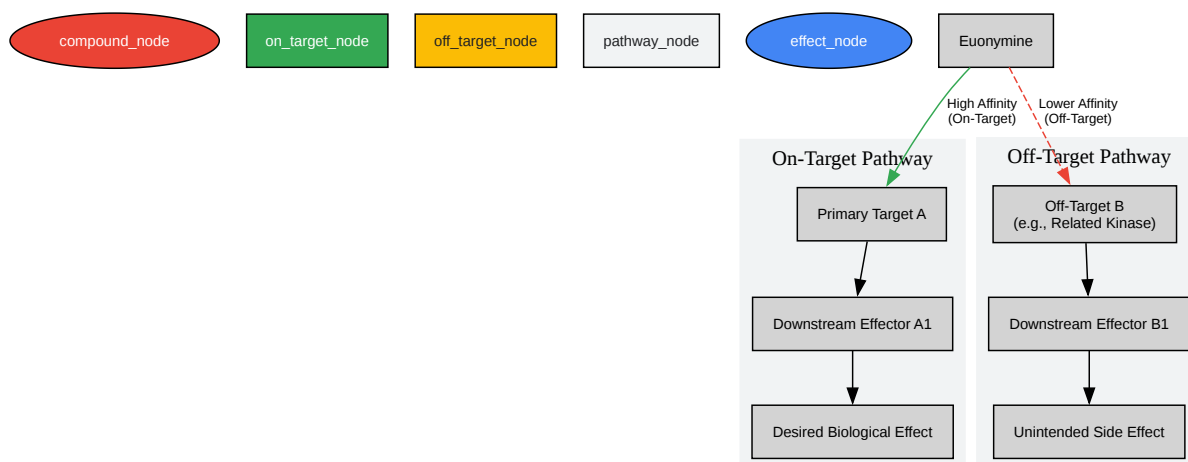 compound_node
on_target_node
off_target_node
pathway_node
effect_node
Euonymine
High Affinity
(On-Target)
Lower Affinity
(Off-Target)
On-Target Pathway
Off-Target Pathway
Primary Target A
Off-Target B
(e.g., Related Kinase)
Downstream Effector A1
Downstream Effector B1
Desired Biological Effect
Unintended Side Effect